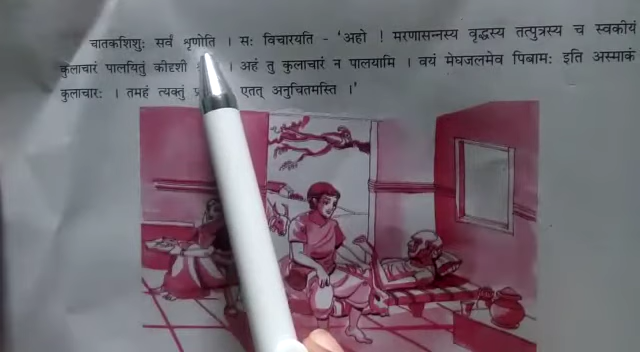 चातकशिशुः सर्वं शृणोति । सः विचारयति - 'अहो ! मरणासन्नस्य वृद्धस्य तत्पुत्रस्य च स्वकीयं
कुलाचारं पालयितुं कीदृशी । अहं तु कुलाचारं न पालयामि । वयं मेघजलमेव पिबामः इति अस्माकं
कुलाचारः । तमहं त्यक्तुं एतत् अनुचितमस्ति ।'